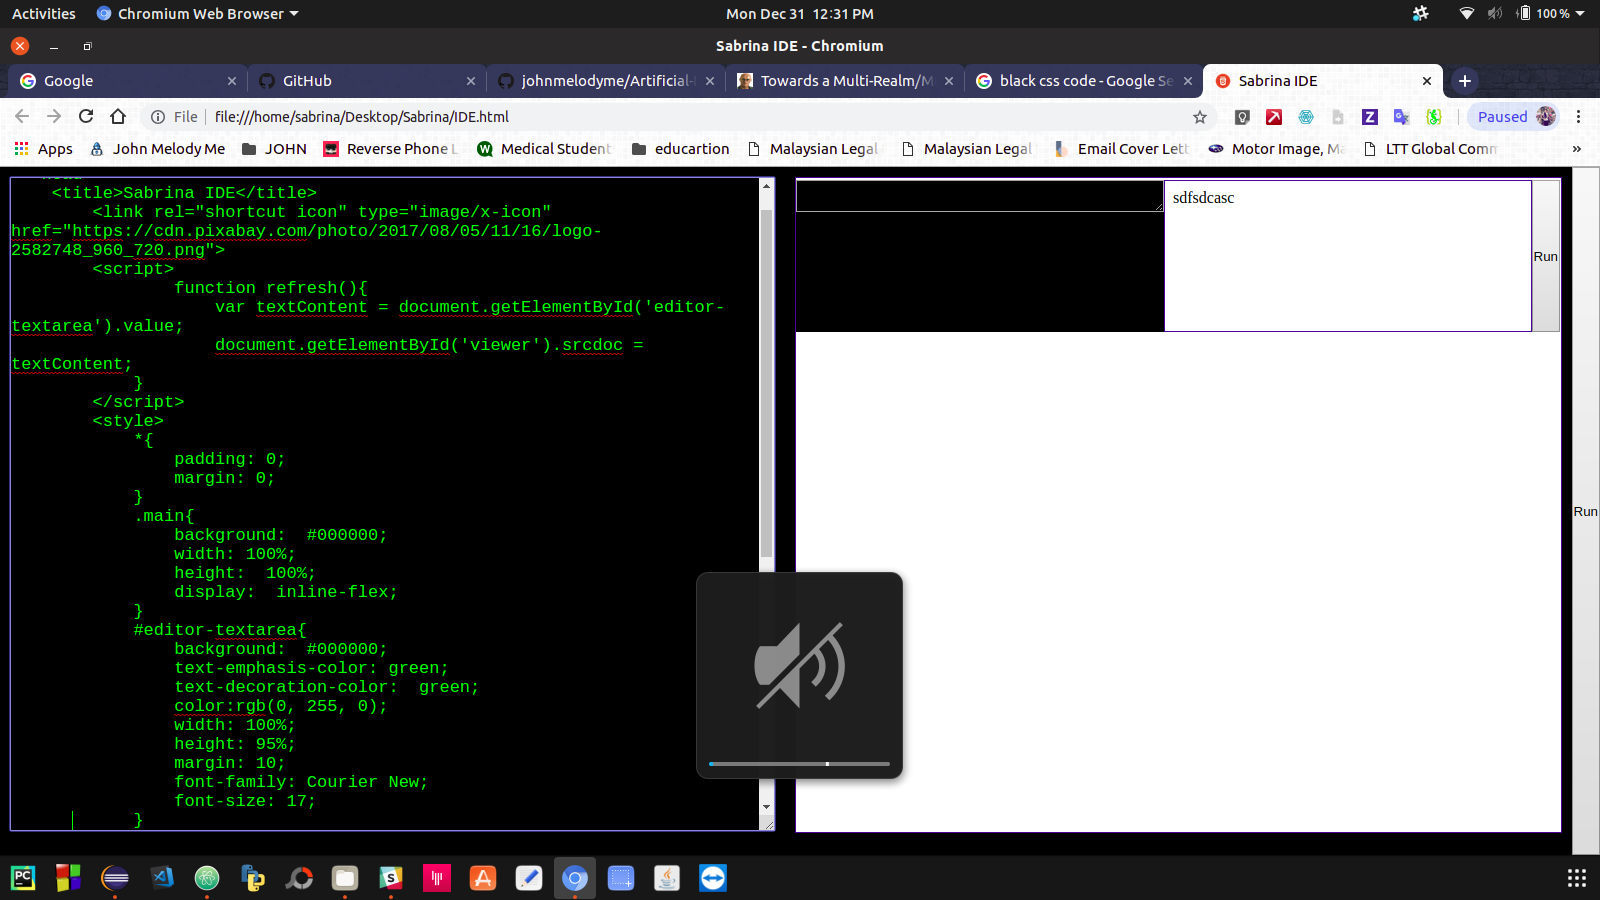 Activities
Chromium Web Browser
Mon Dec 31 12:31 PM
100 %
Sabrina IDE - Chromium
Google
GitHub
johnmelodyme/Artificial-
Towards a Multi-Realm/M
black css code - Google Se
Sabrina IDE
File
file:///home/sabrina/Desktop/Sabrina/IDE.html
Paused
Apps
John Melody Me
JOHN
Reverse Phone L
Medical Student
educartion
Malaysian Legal
Malaysian Legal
Email Cover Lett
Motor Image, Ma
LTT Global Comm
»
<title>Sabrina IDE</title>
<link rel="shortcut icon" type="image/x-icon"
href="https://cdn.pixabay.com/photo/2017/08/05/11/16/logo-
2582748_960_720.png">
<script>
function refresh(){
var textContent = document.getElementById('editor-
textarea').value;
document.getElementById('viewer').srcdoc =
textContent;
}
</script>
<style>
*{
padding: 0;
margin: 0;
}
.main{
background:  #000000;
width: 100%;
height:  100%;
display:  inline-flex;
}
#editor-textarea{
background:  #000000;
text-emphasis-color: green;
text-decoration-color:  green;
color:rgb(0, 255, 0);
width: 100%;
height: 95%;
margin: 10;
font-family: Courier New;
font-size: 17;
}
sdfsdcasc
Run
Run